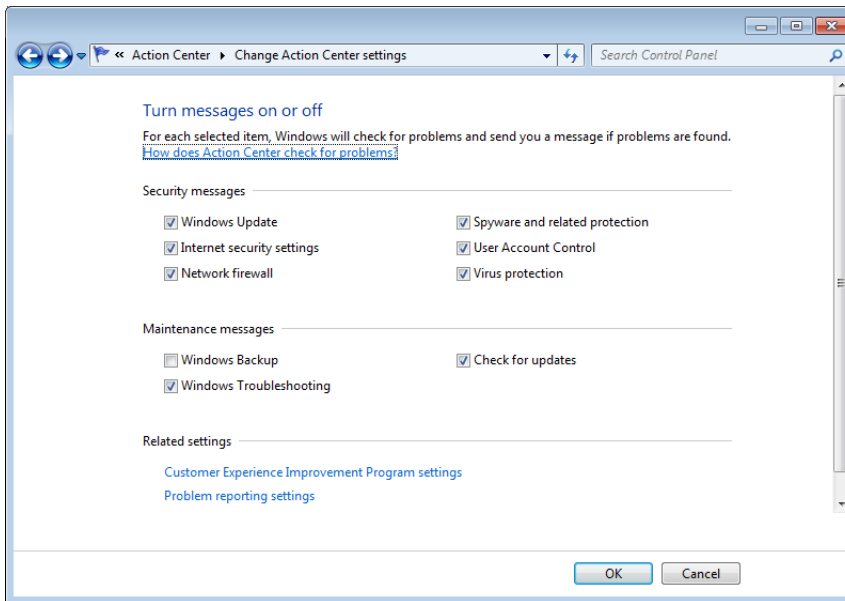 « Action Center ▸ Change Action Center settings Search Control Panel
Turn messages on or off
For each selected item, Windows will check for problems and send you a message if problems are found.
How does Action Center check for problems?
Security messages
Windows Update Spyware and related protection
Internet security settings User Account Control
Network firewall Virus protection
Maintenance messages
Windows Backup Check for updates
Windows Troubleshooting
Related settings
Customer Experience Improvement Program settings
Problem reporting settings
OK Cancel